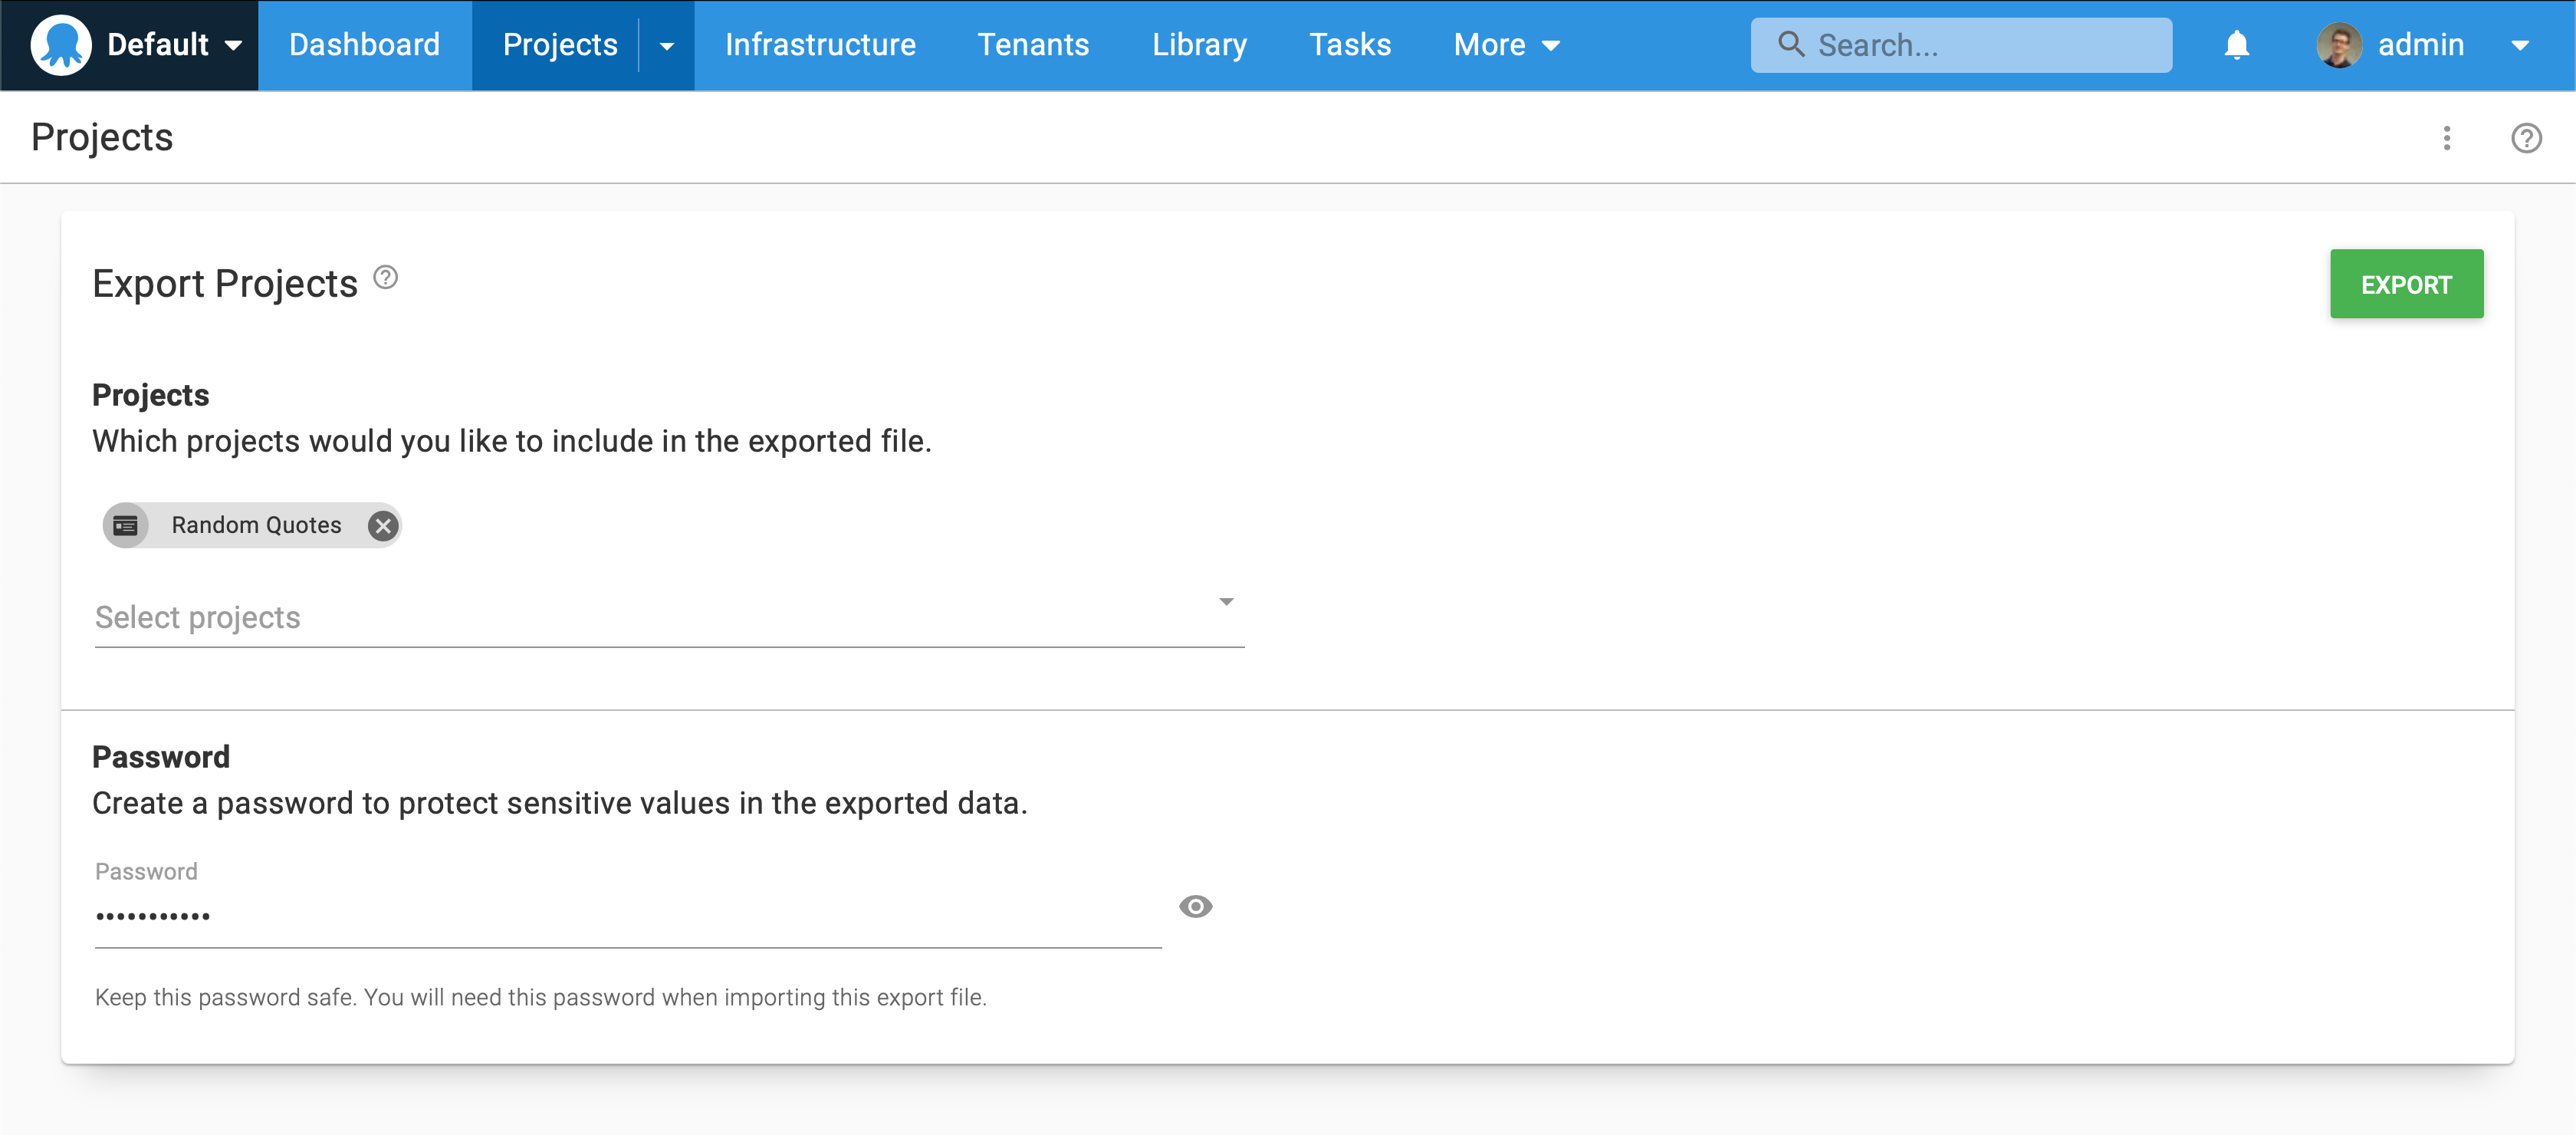 Default Dashboard Projects Infrastructure Tenants Library Tasks More Search... admin
Projects
Export Projects
EXPORT
Projects
Which projects would you like to include in the exported file.
Random Quotes
Select projects
Password
Create a password to protect sensitive values in the exported data.
Password
•••••••••••
Keep this password safe. You will need this password when importing this export file.